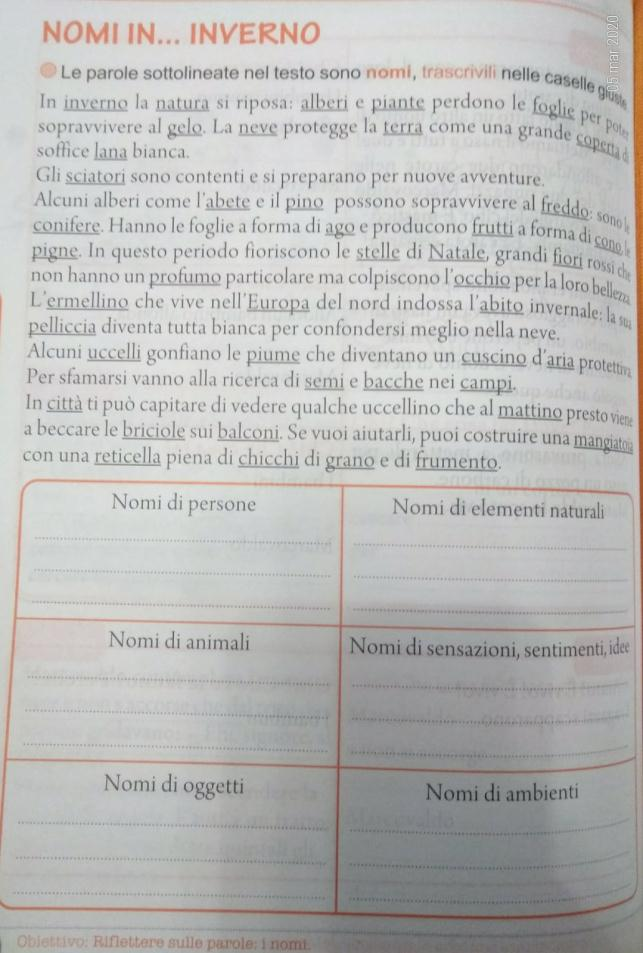 NOMI IN... INVERNO
05 mar 2020
Le parole sottolineate nel testo sono nomi, trascrivili nelle caselle giuste
In inverno la natura si riposa: alberi e piante perdono le foglie per poter
sopravvivere al gelo. La neve protegge la terra come una grande coperta di
soffice lana bianca.
Gli sciatori sono contenti e si preparano per nuove avventure.
Alcuni alberi come l'abete e il pino possono sopravvivere al freddo: sono le
conifere. Hanno le foglie a forma di ago e producono frutti a forma di cono, le
pigne. In questo periodo fioriscono le stelle di Natale, grandi fiori rossi che
non hanno un profumo particolare ma colpiscono l'occhio per la loro bellezza.
L'ermellino che vive nell'Europa del nord indossa l'abito invernale: la sua
pelliccia diventa tutta bianca per confondersi meglio nella neve.
Alcuni uccelli gonfiano le piume che diventano un cuscino d'aria protettiva
Per sfamarsi vanno alla ricerca di semi e bacche nei campi.
In città ti può capitare di vedere qualche uccellino che al mattino presto viene
a beccare le briciole sui balconi. Se vuoi aiutarli, puoi costruire una mangiatoia
con una reticella piena di chicchi di grano e di frumento.
Nomi di persone
Nomi di elementi naturali
Nomi di animali
Nomi di sensazioni, sentimenti, idee
Nomi di oggetti
Nomi di ambienti
Obiettivo: Riflettere sulle parole: i nomi.